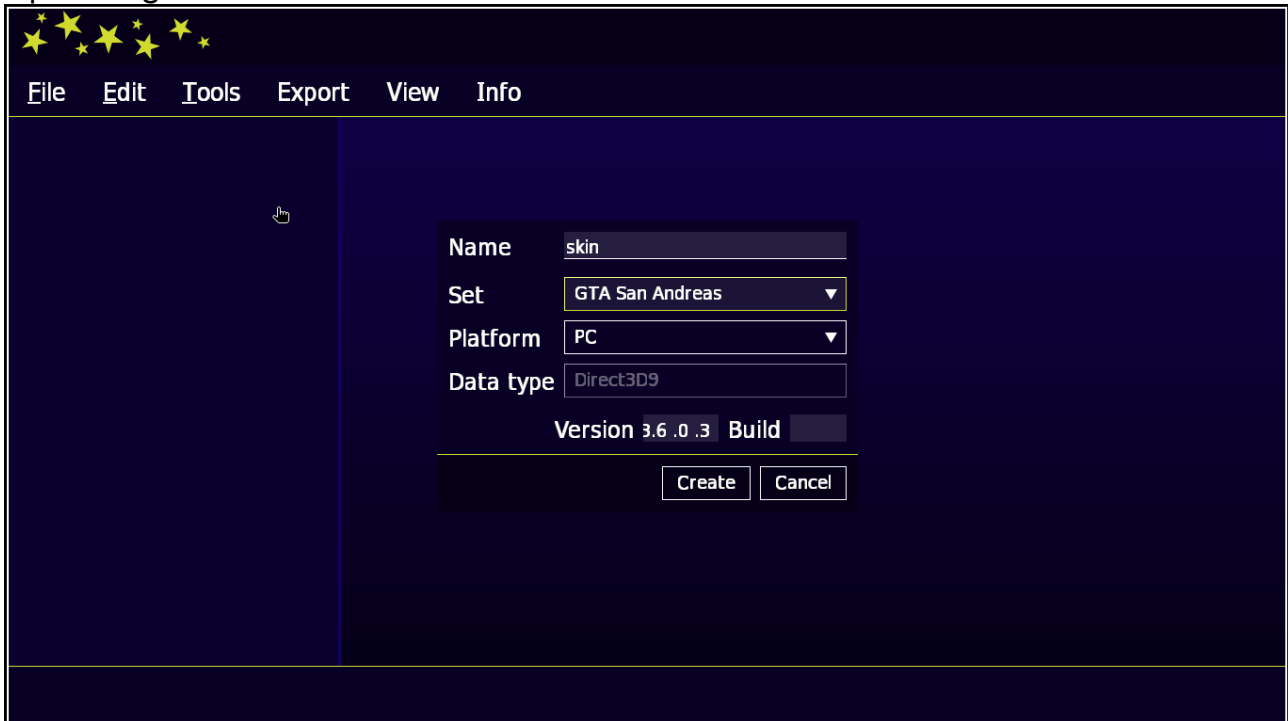 File Edit Tools Export View Info
Name skin
Set GTA San Andreas
Platform PC
Data type Direct3D9
Version 3.6 .0 .3 Build
Create Cancel